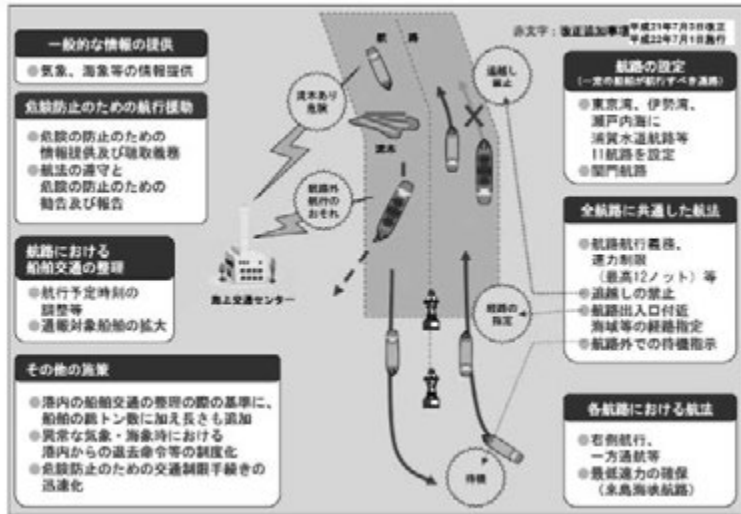 赤文字：改正追加事項
平成21年7月3日改正
平成22年7月1日施行
一般的な情報の提供
●気象、海象等の情報提供
危険防止のための航行援助
●危険の防止のための
情報提供及び聴取義務
●航法の遵守と
危険の防止のための
勧告及び報告
航路における
船舶交通の整理
●航行予定時刻の
調整等
●通報対象船舶の拡大
その他の施策
●港内の船舶交通の整理の際の基準に、
船舶の総トン数に加え長さも追加
●異常な気象・海象時における
港内からの退去命令等の制度化
●危険防止のための交通制限手続きの
迅速化
航路
流木あり
危険
流木
航路外
航行の
おそれ
海上交通センター
追越し
禁止
経路の
指定
待機
航路の設定
（一定の船舶が航行すべき通路）
●東京湾、伊勢湾、
瀬戸内海に
浦賀水道航路等
11航路を設定
●関門航路
全航路に共通した航法
●航路航行義務、
速力制限
（最高12ノット）等
●追越しの禁止
●航路出入口付近
海域等の経路指定
●航路外での待機指示
各航路における航法
●右側航行、
一方通航等
●最低速力の確保
（来島海峡航路）